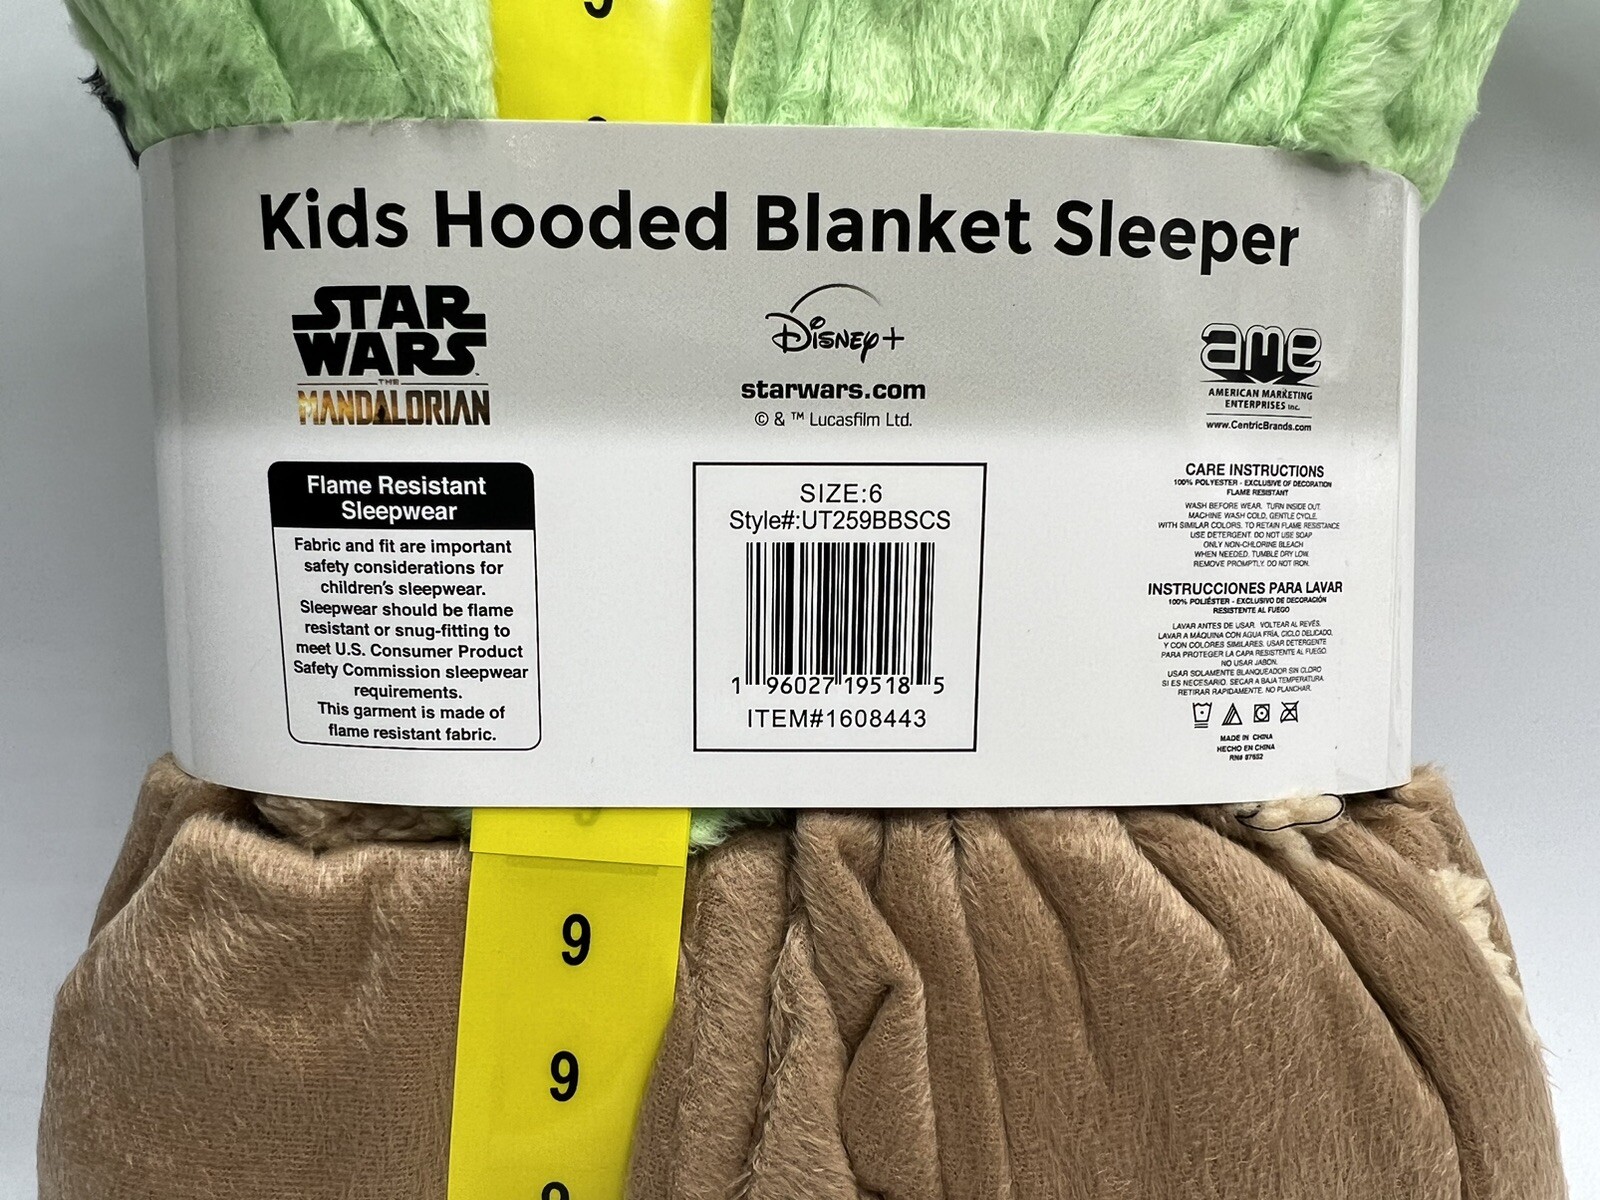 9
Kids Hooded Blanket Sleeper
STAR
WARS
THE
MANDALORIAN
Disney+
starwars.com
© & ™ Lucasfilm Ltd.
ame
AMERICAN MARKETING
ENTERPRISES Inc.
www.CentricBrands.com
Flame Resistant
Sleepwear
Fabric and fit are important
safety considerations for
children's sleepwear.
Sleepwear should be flame
resistant or snug-fitting to
meet U.S. Consumer Product
Safety Commission sleepwear
requirements.
This garment is made of
flame resistant fabric.
SIZE:6
Style#:UT259BBSCS
1 96027 19518 5
ITEM#1608443
CARE INSTRUCTIONS
100% POLYESTER - EXCLUSIVE OF DECORATION
FLAME RESISTANT
WASH BEFORE WEAR. TURN INSIDE OUT.
MACHINE WASH COLD, GENTLE CYCLE,
WITH SIMILAR COLORS. TO RETAIN FLAME RESISTANCE
USE DETERGENT. DO NOT USE SOAP.
ONLY NON-CHLORINE BLEACH
WHEN NEEDED. TUMBLE DRY LOW.
REMOVE PROMPTLY. DO NOT IRON.
INSTRUCCIONES PARA LAVAR
100% POLIÉSTER - EXCLUSIVO DE DECORACIÓN
RESISTENTE AL FUEGO
LAVAR ANTES DE USAR. VOLTEAR AL REVÉS.
LAVAR A MÁQUINA CON AGUA FRÍA, CICLO DELICADO,
Y CON COLORES SIMILARES. USAR DETERGENTE
PARA PROTEGER LA CAPA RESISTENTE AL FUEGO.
NO USAR JABON.
USAR SOLAMENTE BLANQUEADOR SIN CLORO
SI ES NECESARIO. SECAR A BAJA TEMPERATURA.
RETIRAR RAPIDAMENTE. NO PLANCHAR.
MADE IN CHINA
HECHO EN CHINA
RN# 87652
9
9
9